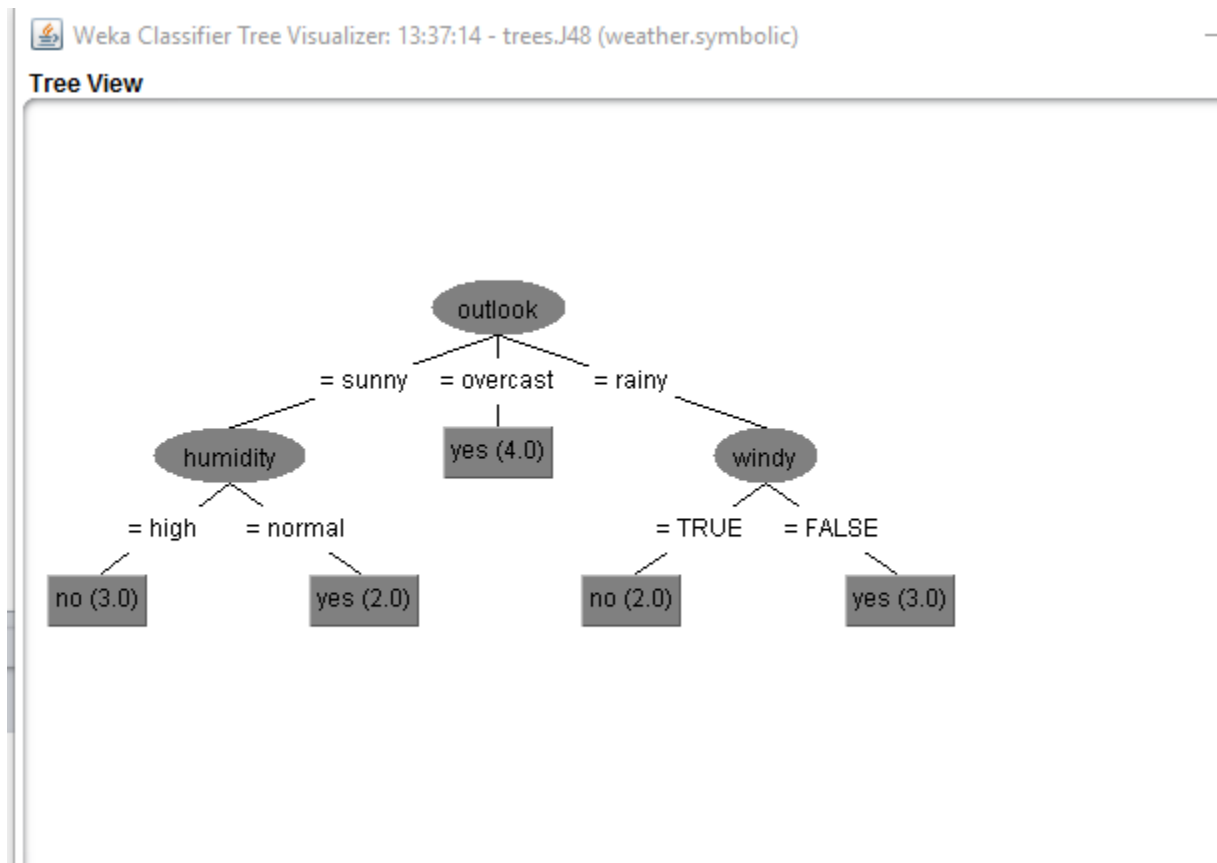 Weka Classifier Tree Visualizer: 13:37:14 - trees.J48 (weather.symbolic)
Tree View
outlook
= sunny = overcast = rainy
humidity yes (4.0) windy
= high = normal = TRUE = FALSE
no (3.0) yes (2.0) no (2.0) yes (3.0)